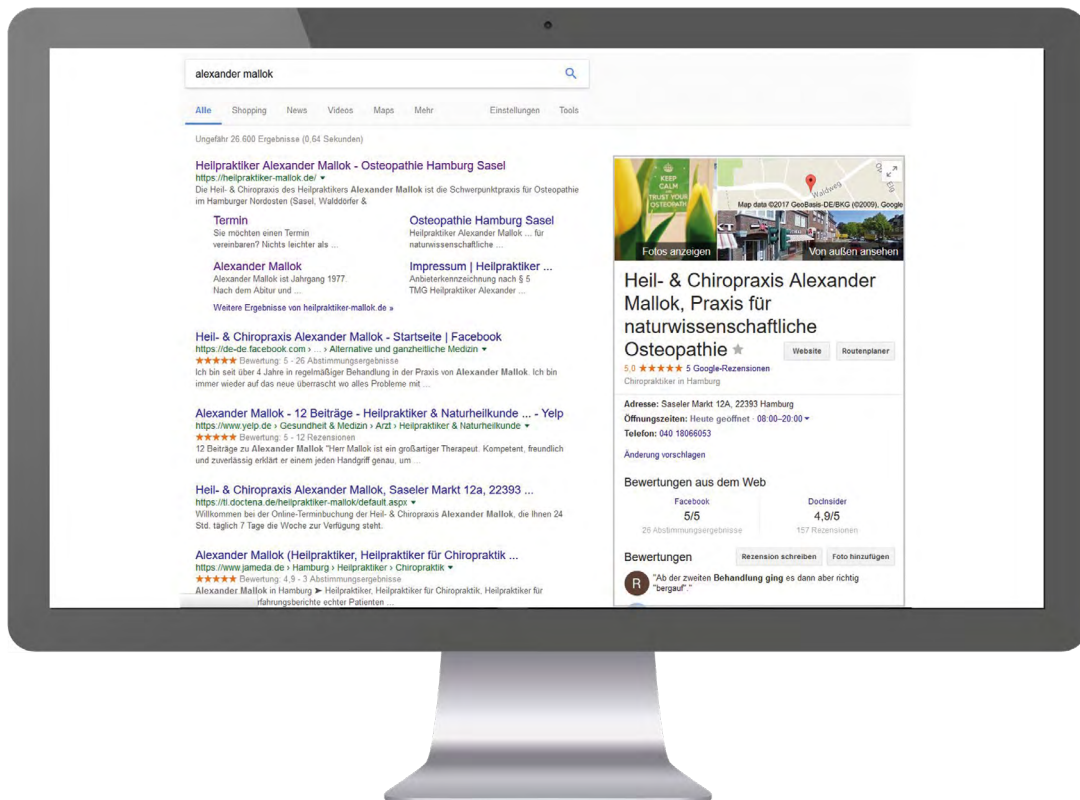 alexander mallok
Alle Shopping News Videos Maps Mehr Einstellungen Tools
Ungefähr 26.600 Ergebnisse (0,64 Sekunden)
Heilpraktiker Alexander Mallok - Osteopathie Hamburg Sasel
https://heilpraktiker-mallok.de/
Die Heil- & Chiropraxis des Heilpraktikers Alexander Mallok ist die Schwerpunktpraxis für Osteopathie
im Hamburger Nordosten (Sasel, Walddörfer &
Termin
Sie möchten einen Termin
vereinbaren? Nichts leichter als ...
Osteopathie Hamburg Sasel
Heilpraktiker Alexander Mallok ... für
naturwissenschaftliche ...
Alexander Mallok
Alexander Mallok ist Jahrgang 1977.
Nach dem Abitur und ...
Impressum | Heilpraktiker ...
Anbieterkennzeichnung nach § 5
TMG Heilpraktiker Alexander ...
Weitere Ergebnisse von heilpraktiker-mallok.de »
Heil- & Chiropraxis Alexander Mallok - Startseite | Facebook
https://de-de.facebook.com › ... › Alternative und ganzheitliche Medizin
★★★★★ Bewertung: 5 - 26 Abstimmungsergebnisse
Ich bin seit über 4 Jahre in regelmäßiger Behandlung in der Praxis von Alexander Mallok. Ich bin
immer wieder auf das neue überrascht wo alles Probleme mit ...
Alexander Mallok - 12 Beiträge - Heilpraktiker & Naturheilkunde ... - Yelp
https://www.yelp.de › Gesundheit & Medizin › Arzt › Heilpraktiker & Naturheilkunde
★★★★★ Bewertung: 5 - 12 Rezensionen
12 Beiträge zu Alexander Mallok "Herr Mallok ist ein großartiger Therapeut. Kompetent, freundlich
und zuverlässig erklärt er einem jeden Handgriff genau, um ...
Heil- & Chiropraxis Alexander Mallok, Saseler Markt 12a, 22393 ...
https://tl.doctena.de/heilpraktiker-mallok/default.aspx
Willkommen bei der Online-Terminbuchung der Heil- & Chiropraxis Alexander Mallok, die Ihnen 24
Std. täglich 7 Tage die Woche zur Verfügung steht.
Alexander Mallok (Heilpraktiker, Heilpraktiker für Chiropraktik ...
https://www.jameda.de › Hamburg › Heilpraktiker › Chiropraktik
★★★★★ Bewertung: 4,9 - 3 Abstimmungsergebnisse
Alexander Mallok in Hamburg ➤ Heilpraktiker, Heilpraktiker für Chiropraktik, Heilpraktiker für
rfahrungsberichte echter Patienten ...
KEEP
CALM
AND
TRUST YOUR
OSTEOPATH
Fotos anzeigen
Waldweg
Map data ©2017 GeoBasis-DE/BKG (©2009), Google
Von außen ansehen
Heil- & Chiropraxis Alexander
Mallok, Praxis für
naturwissenschaftliche
Osteopathie ★ Website Routenplaner
5,0 ★★★★★ 5 Google-Rezensionen
Chiropraktiker in Hamburg
Adresse: Saseler Markt 12A, 22393 Hamburg
Öffnungszeiten: Heute geöffnet · 08:00–20:00
Telefon: 040 18066053
Änderung vorschlagen
Bewertungen aus dem Web
Facebook DocInsider
5/5 4,9/5
26 Abstimmungsergebnisse 157 Rezensionen
Bewertungen Rezension schreiben Foto hinzufügen
R "Ab der zweiten Behandlung ging es dann aber richtig
"bergauf"."